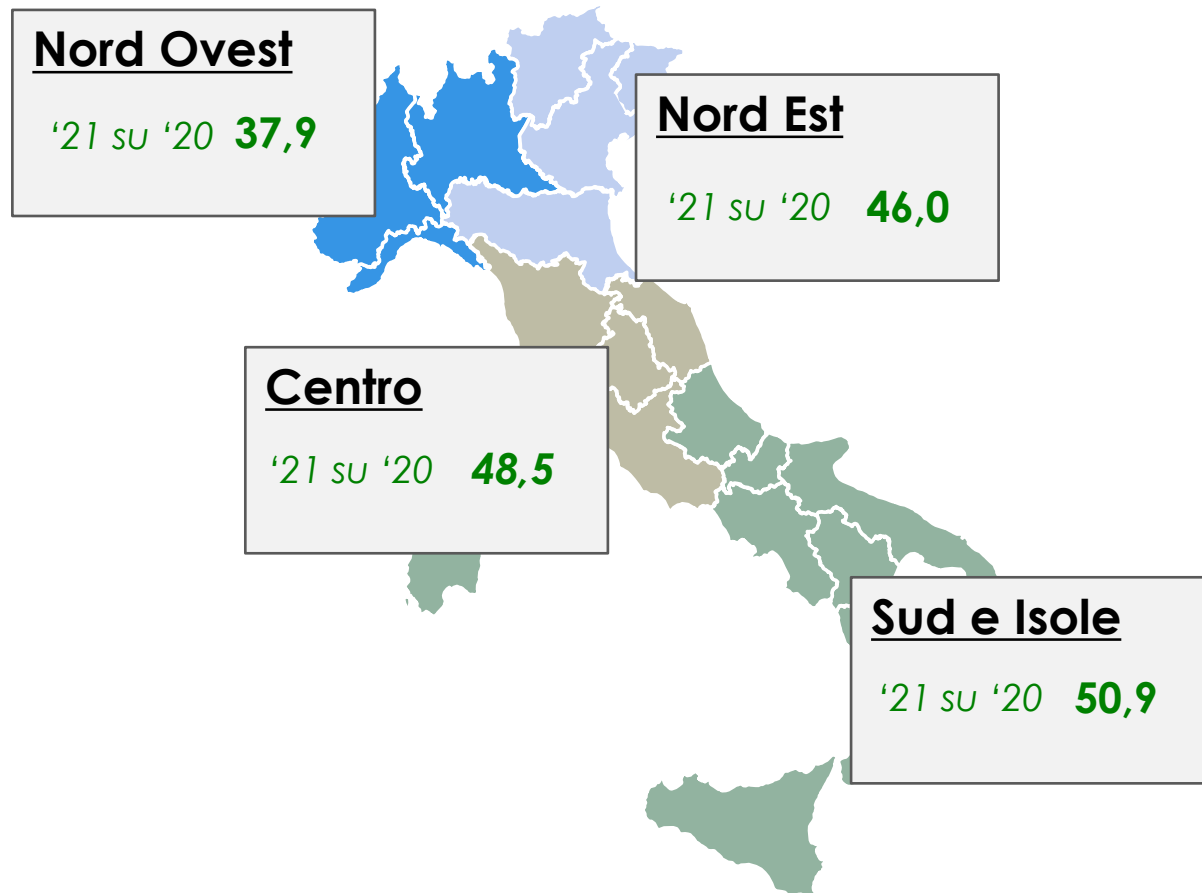 Nord Ovest
‘21 su ‘20 37,9
Nord Est
‘21 su ‘20 46,0
Centro
‘21 su ‘20 48,5
Sud e Isole
‘21 su ‘20 50,9